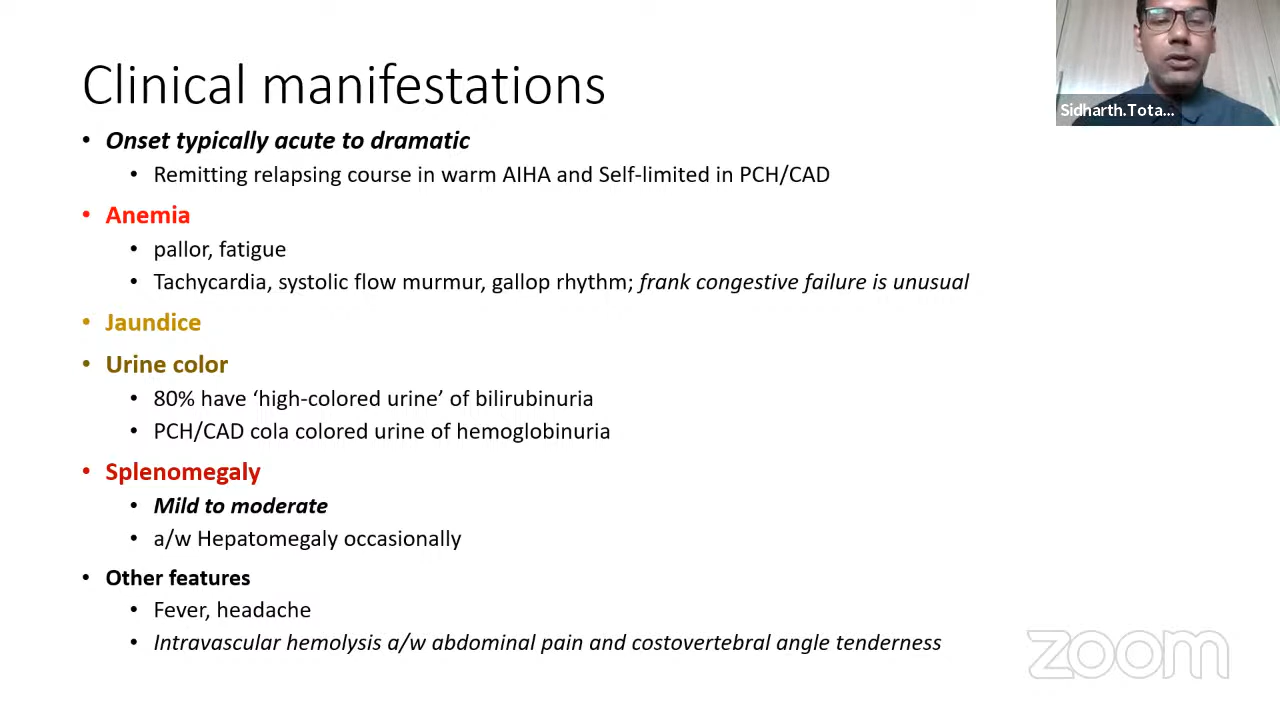 Clinical manifestations
Sidharth.Tota...
• Onset typically acute to dramatic
• Remitting relapsing course in warm AIHA and Self-limited in PCH/CAD
• Anemia
• pallor, fatigue
• Tachycardia, systolic flow murmur, gallop rhythm; frank congestive failure is unusual
• Jaundice
• Urine color
• 80% have ‘high-colored urine’ of bilirubinuria
• PCH/CAD cola colored urine of hemoglobinuria
• Splenomegaly
• Mild to moderate
• a/w Hepatomegaly occasionally
• Other features
• Fever, headache
• Intravascular hemolysis a/w abdominal pain and costovertebral angle tenderness
zoom